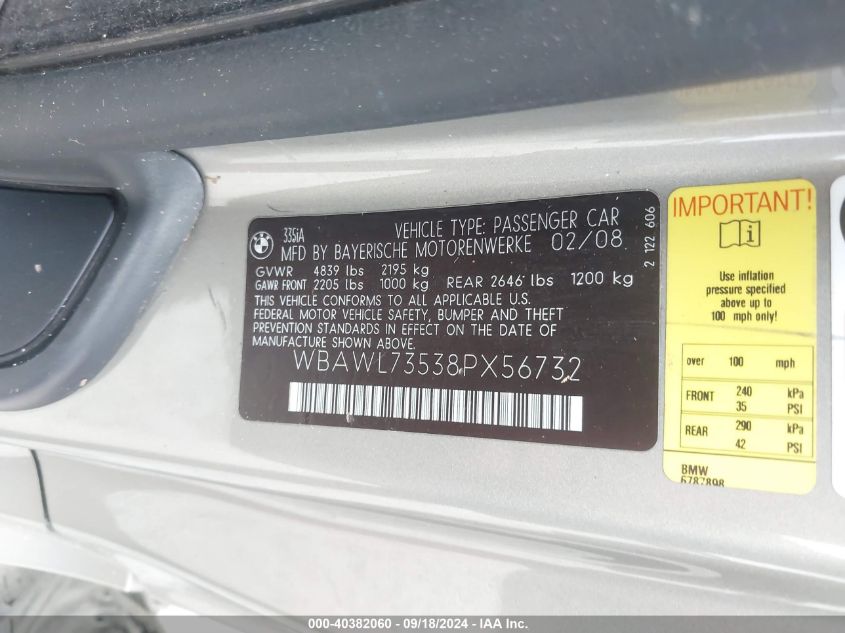 BMW
335iA
VEHICLE TYPE: PASSENGER CAR
MFD BY BAYERISCHE MOTORENWERKE 02/08
GVWR 4839 lbs 2195 kg
GAWR FRONT 2205 lbs 1000 kg REAR 2646 lbs 1200 kg
THIS VEHICLE CONFORMS TO ALL APPLICABLE U.S.
FEDERAL MOTOR VEHICLE SAFETY, BUMPER AND THEFT
PREVENTION STANDARDS IN EFFECT ON THE DATE OF
MANUFACTURE SHOWN ABOVE.
WBAWL73538PX56732
2 122 606
IMPORTANT!
Use inflation
pressure specified
above up to
100 mph only!
over 100 mph
FRONT 240 kPa
35 PSI
REAR 290 kPa
42 PSI
BMW
6787898
000-40382060 - 09/18/2024 - IPX-56732